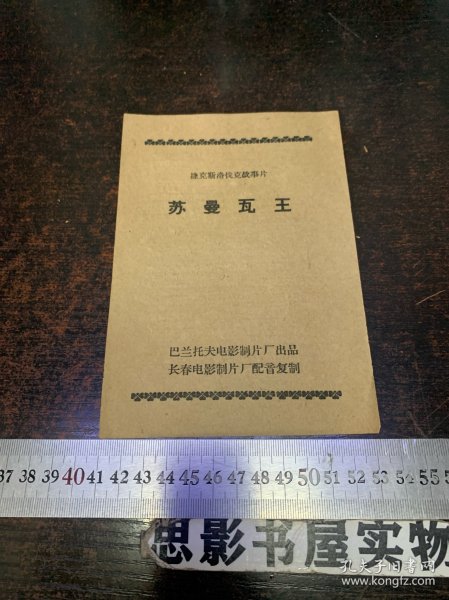 捷克斯洛伐克故事片
苏曼瓦王
巴兰托夫电影制片厂出品
长春电影制片厂配音复制
37 38 39 40 41 42 43 44 45 46 47 48 49 50 51 52 53 54 55
思影书屋实物
孔夫子旧书网
www.kongfz.com